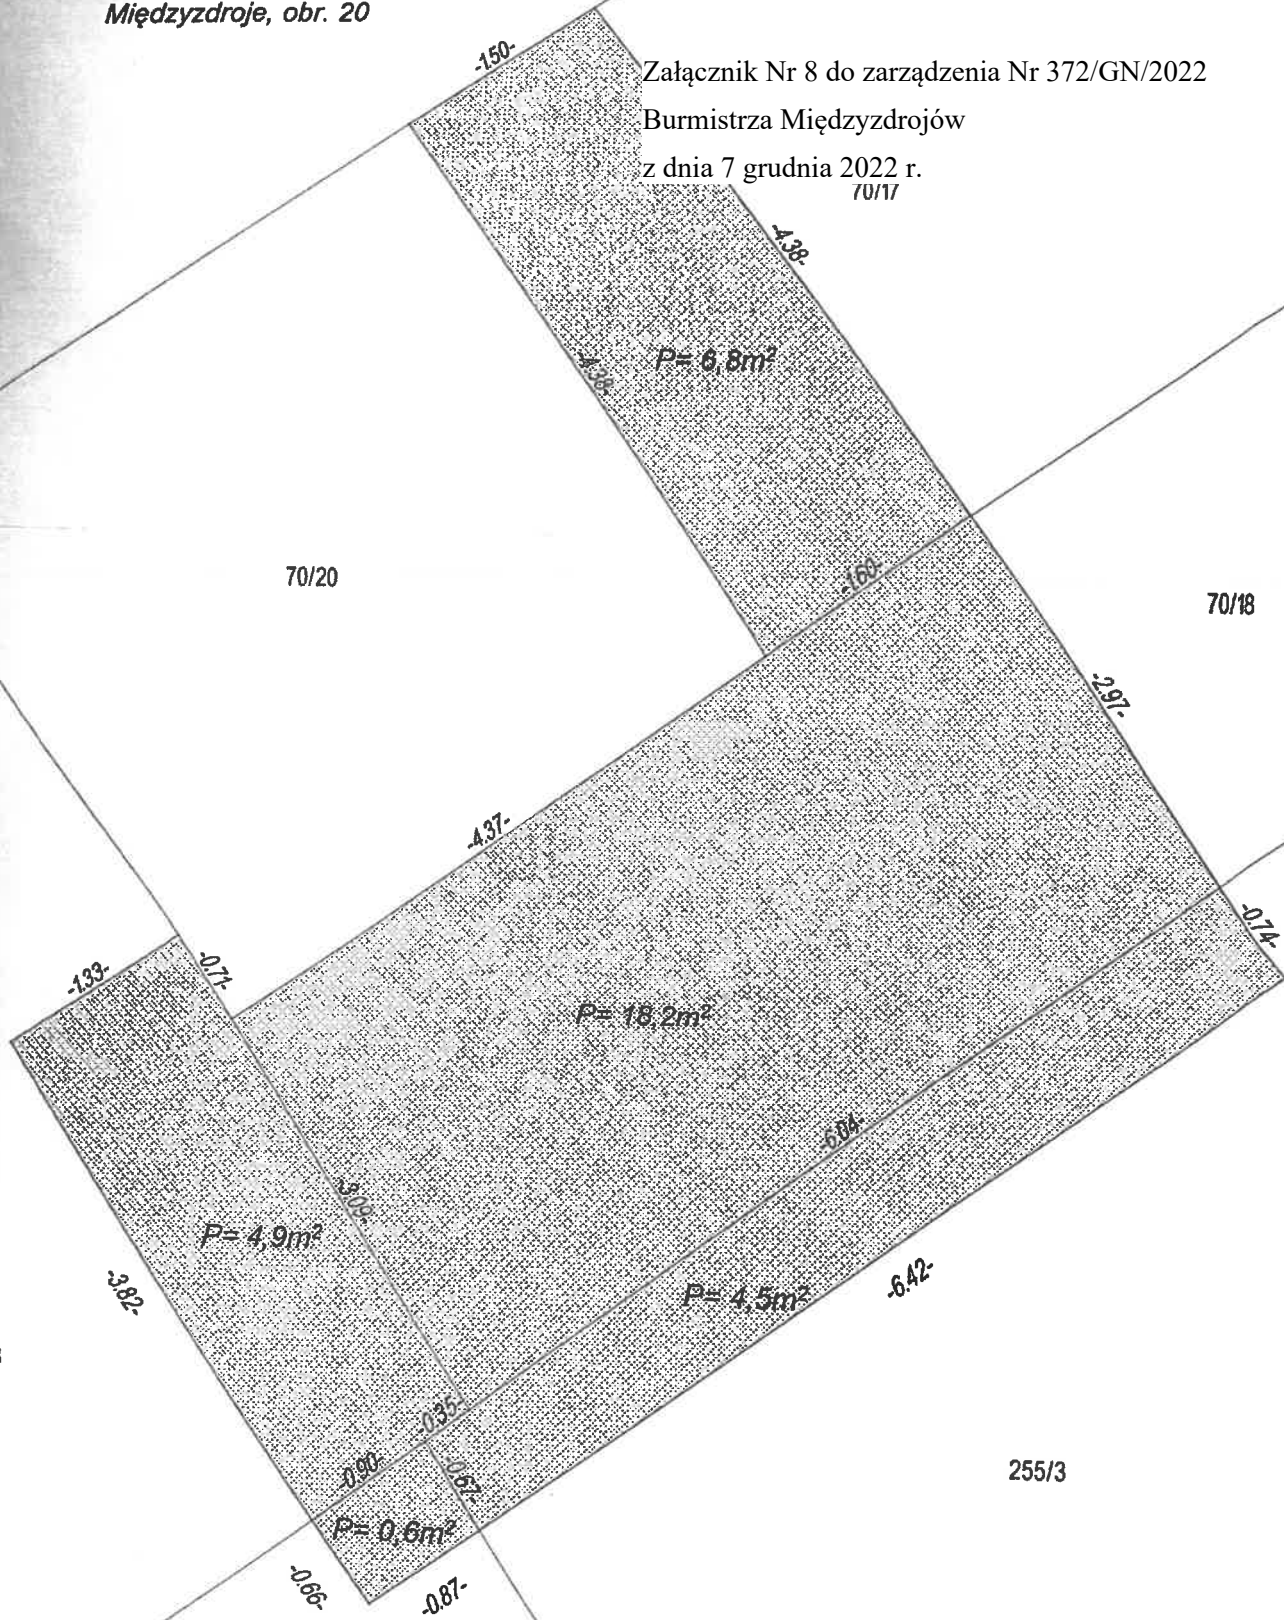 Międzyzdroje, obr. 20
-1.50-
Załącznik Nr 8 do zarządzenia Nr 372/GN/2022
Burmistrza Międzyzdrojów
z dnia 7 grudnia 2022 r.
70/17
-4.38-
P= 6,8m²
-4.38-
-1.60-
70/20
70/18
-2.97-
-4.37-
-0.74-
-0.71-
-1.33-
P= 18,2m²
-6.04-
-3.09-
P= 4,9m²
-3.82-
-6.42-
P= 4,5m²
-0.35-
-0.90-
-0.67-
255/3
P= 0,6m²
-0.66-
-0.87-